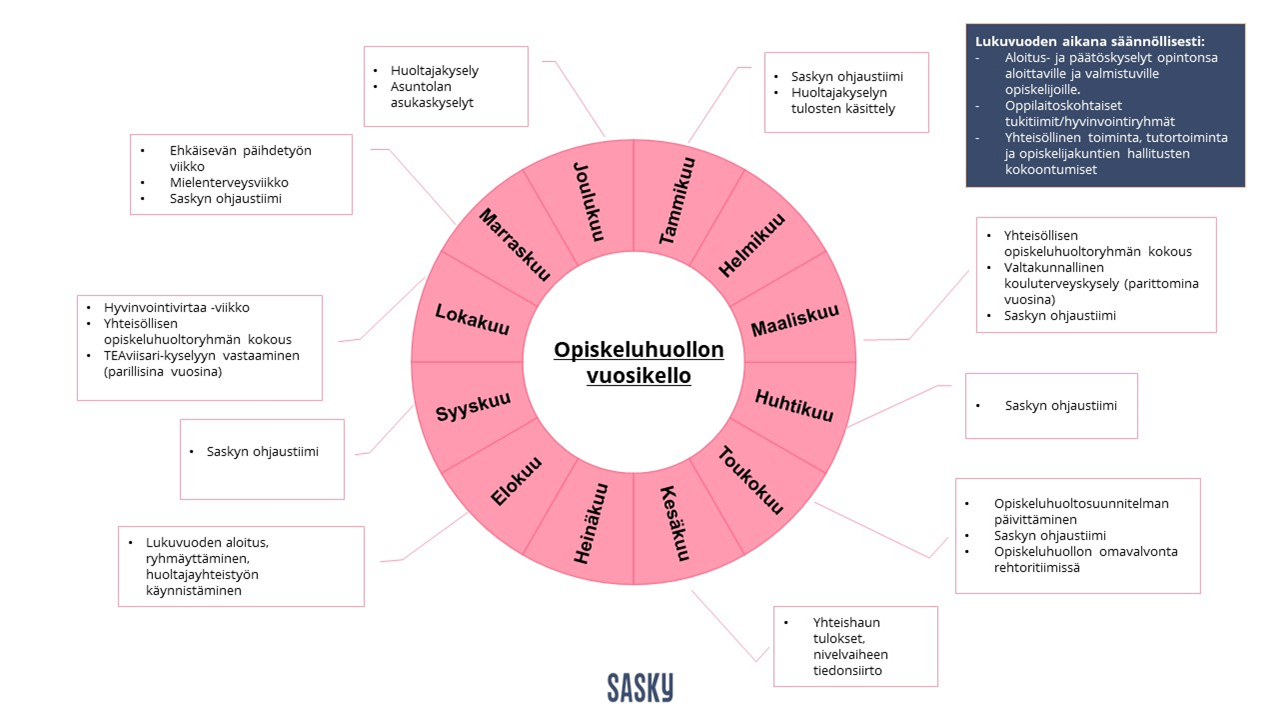 Lukuvuoden aikana säännöllisesti:
- Aloitus- ja päätöskyselyt opintonsa
aloittaville ja valmistuville
opiskelijoille.
- Oppilaitoskohtaiset
tukitiimit/hyvinvointiryhmät
- Yhteisöllinen toiminta, tutortoiminta
ja opiskelijakuntien hallitusten
kokoontumiset
Opiskeluhuollon
vuosikello
Tammikuu
• Saskyn ohjaustiimi
• Huoltajakyselyn
tulosten käsittely
Helmikuu
Maaliskuu
• Yhteisöllisen
opiskeluhuoltoryhmän kokous
• Valtakunnallinen
kouluterveyskysely (parittomina
vuosina)
• Saskyn ohjaustiimi
Huhtikuu
• Saskyn ohjaustiimi
Toukokuu
• Opiskeluhuoltosuunnitelman
päivittäminen
• Saskyn ohjaustiimi
• Opiskeluhuollon omavalvonta
rehtoritiimissä
Kesäkuu
• Yhteishaun
tulokset,
nivelvaiheen
tiedonsiirto
Heinäkuu
Elokuu
• Lukuvuoden aloitus,
ryhmäyttäminen,
huoltajayhteistyön
käynnistäminen
Syyskuu
• Saskyn ohjaustiimi
Lokakuu
• Hyvinvointivirtaa -viikko
• Yhteisöllisen
opiskeluhuoltoryhmän kokous
• TEAviisari-kyselyyn vastaaminen
(parillisina vuosina)
Marraskuu
• Ehkäisevän päihdetyön
viikko
• Mielenterveysviikko
• Saskyn ohjaustiimi
Joulukuu
• Huoltajakysely
• Asuntolan
asukaskyselyt
SASKY